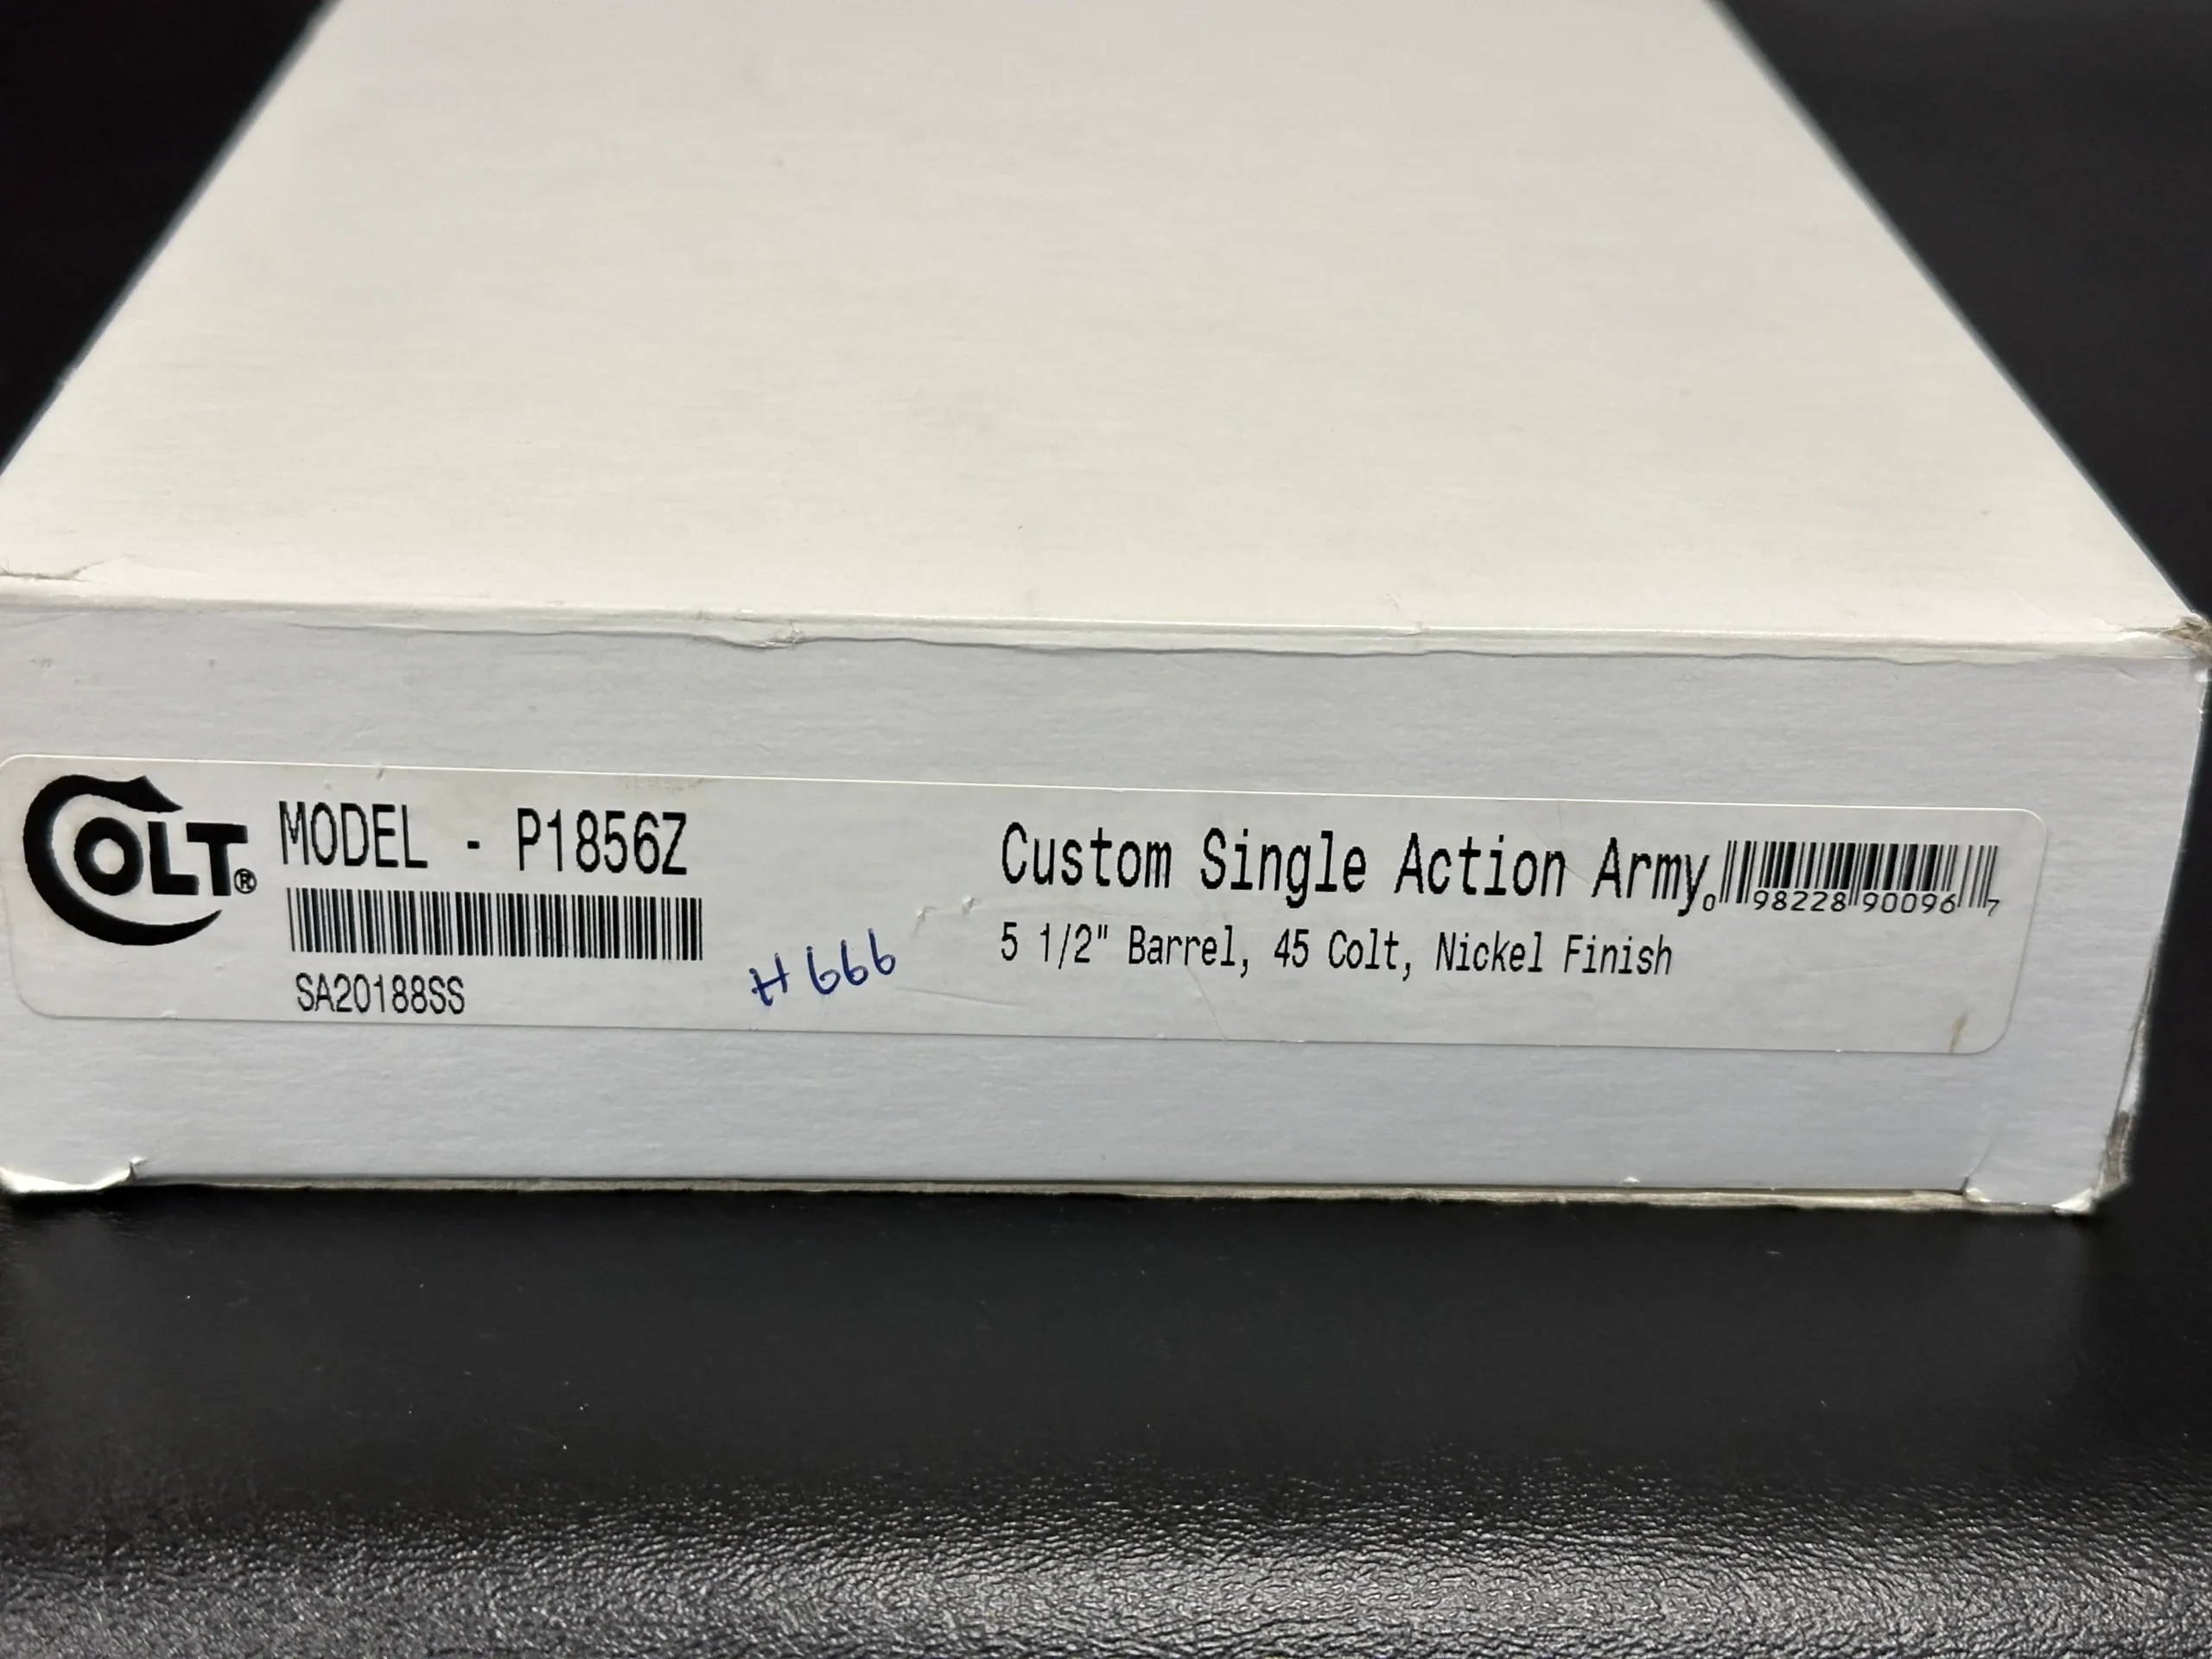 COLT®
MODEL - P1856Z
SA20188SS
H666
Custom Single Action Army
5 1/2" Barrel, 45 Colt, Nickel Finish
0 98228 90096 7